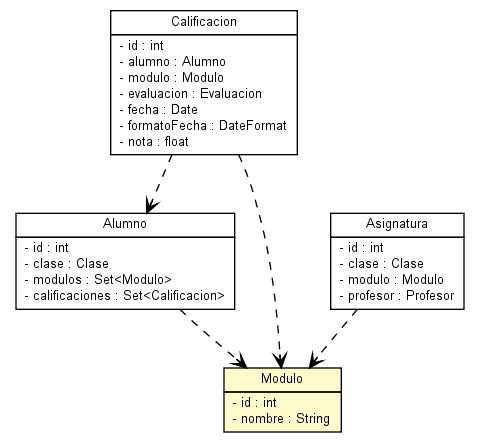 Calificacion
- id : int
- alumno : Alumno
- modulo : Modulo
- evaluacion : Evaluacion
- fecha : Date
- formatoFecha : DateFormat
- nota : float
Alumno
- id : int
- clase : Clase
- modulos : Set<Modulo>
- calificaciones : Set<Calificacion>
Asignatura
- id : int
- clase : Clase
- modulo : Modulo
- profesor : Profesor
Modulo
- id : int
- nombre : String